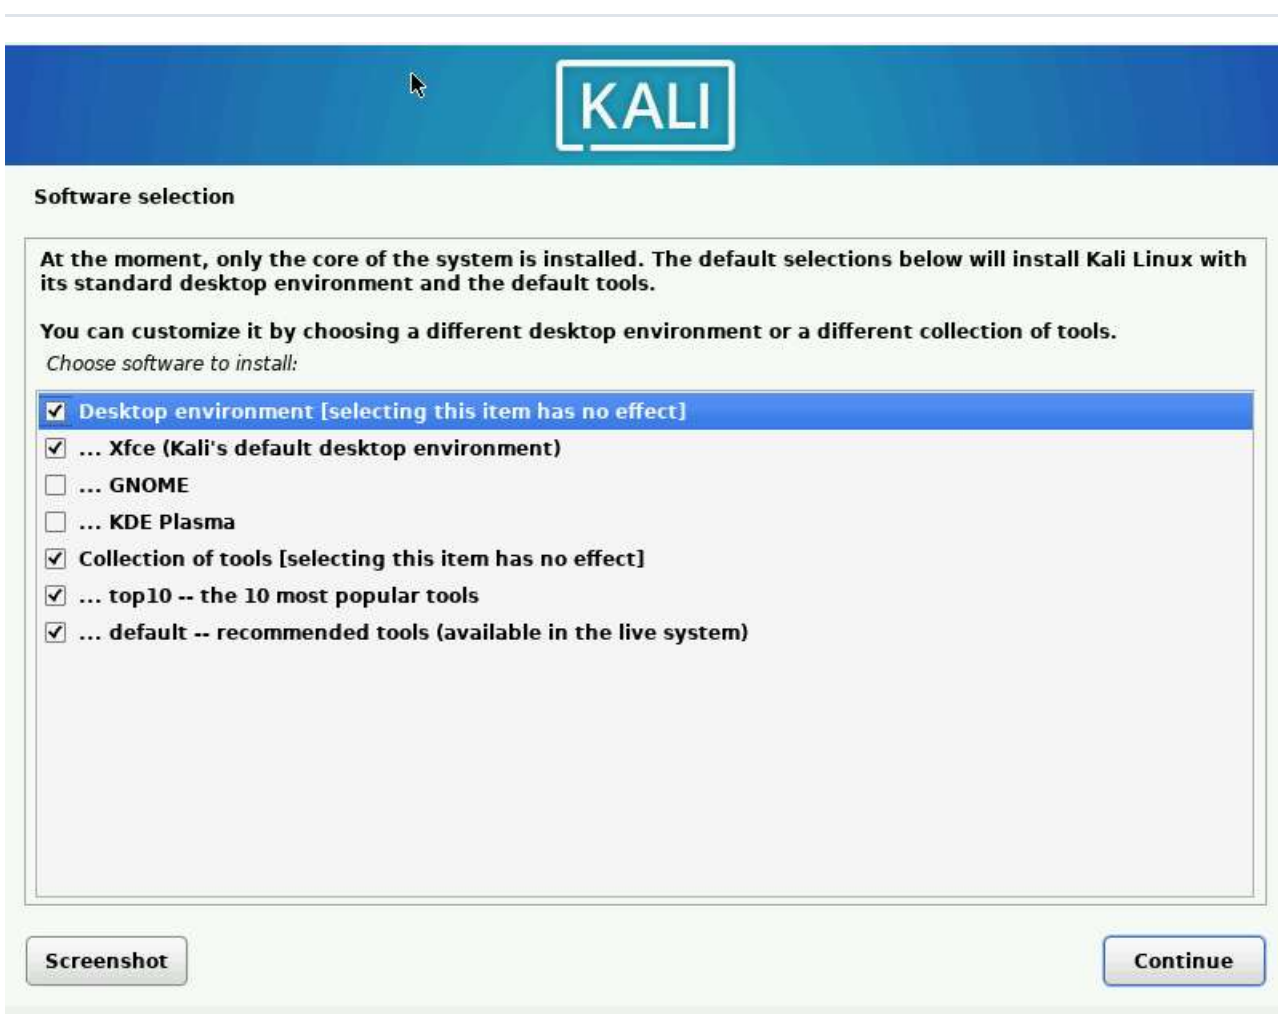 KALI
Software selection
At the moment, only the core of the system is installed. The default selections below will install Kali Linux with
its standard desktop environment and the default tools.
You can customize it by choosing a different desktop environment or a different collection of tools.
Choose software to install:
Desktop environment [selecting this item has no effect]
... Xfce (Kali's default desktop environment)
... GNOME
... KDE Plasma
Collection of tools [selecting this item has no effect]
... top10 -- the 10 most popular tools
... default -- recommended tools (available in the live system)
Screenshot
Continue